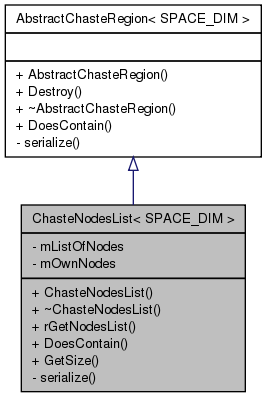 AbstractChasteRegion< SPACE_DIM >
+ AbstractChasteRegion()
+ Destroy()
+ ~AbstractChasteRegion()
+ DoesContain()
- serialize()
ChasteNodesList< SPACE_DIM >
- mListOfNodes
- mOwnNodes
+ ChasteNodesList()
+ ~ChasteNodesList()
+ rGetNodesList()
+ DoesContain()
+ GetSize()
- serialize()